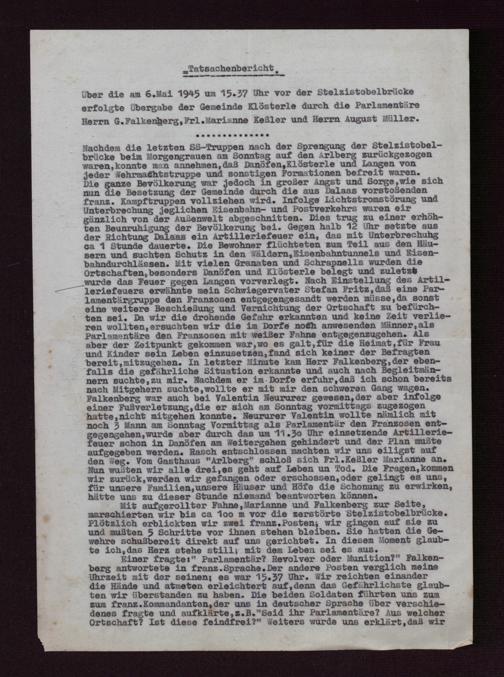 Tatsachenbericht.
Über die am 6.Mai 1945 um 15.37 Uhr vor der Stelzistobelbrücke
erfolgte Übergabe der Gemeinde Klösterle durch die Parlamentäre
Herrn G.Falkenberg,Frl.Marianne Keßler und Herrn August Müller.
..............
Nachdem die letzten SS-Truppen nach der Sprengung der Stelzistobel-
brücke beim Morgengrauen am Sonntag auf den Arlberg zurückgezogen
waren,konnte man annehmen,daß Danöfen,Klösterle und Langen von
jeder Wehrmachtstruppe und sonstigen Formationen befreit waren.
Die ganze Bevölkerung war jedoch in großer Angst und Sorge,wie sich
nun die Besetzung der Gemeinde durch die aus Dalaas vorstoßenden
franz. Kampftruppen vollziehen wird. Infolge Lichtstromstörung und
Unterbrechung jeglichen Eisenbahn- und Postverkehrs waren wir
gänzlich von der Außenwelt abgeschnitten. Dies trug zu einer erhöh-
ten Beunruhigung der Bevölkerung bei. Gegen halb 12 Uhr setzte aus
der Richtung Dalaas ein Artilleriefeuer ein, das mit Unterbrechung
ca 1 Stunde dauerte. Die Bewohner flüchteten zum Teil aus den Häu-
sern und suchten Schutz in den Wäldern,Eisenbahntunnels und Eisen-
bahndurchlässen. Mit vielen Granaten und Schrapnells wurden die
Ortschaften,besonders Danöfen und Klösterle belegt und zuletzt
wurde das Feuer gegen Langen vorverlegt. Nach Einstellung des Artil-
leriefeuers erwähnte mein Schwiegervater Stefan Fritz,daß eine Par-
lamentärgruppe den Franzosen entgegengesandt werden müsse,da sonst
eine weitere Beschießung und Vernichtung der Ortschaft zu befürch-
ten sei. Da wir die drohende Gefahr erkannten und keine Zeit verlie-
ren wollten,ersuchten wir die im Dorfe noch anwesenden Männer,als
Parlamentäre den Franzosen mit weißer Fahne entgegenzugehen. Als
aber der Zeitpunkt gekommen war,wo es galt,für die Heimat,für Frau
und Kinder sein Leben einzusetzen,fand sich keiner der Befragten
bereit,mitzugehen. In letzter Minute kam Herr Falkenberg,der eben-
falls die gefährliche Situation erkannte und auch nach Begleitmän-
nern suchte,zu mir. Nachdem er im Dorfe erfuhr,daß ich schon bereits
nach Mitgehern suchte,wollte er mit mir den schweren Gang wagen.
Falkenberg war auch bei Valentin Neururer gewesen,der aber infolge
einer Fußverletzung,die er sich am Sonntag vormittags zugezogen
hatte,nicht mitgehen konnte. Neururer Valentin wollte nämlich mit
noch 3 Mann am Sonntag Vormittag als Parlamentär den Franzosen ent-
gegengehen,wurde aber durch das um 11.30 Uhr einsetzende Artillerie-
feuer schon in Danöfen am Weitergehen gehindert und der Plan mußte
aufgegeben werden. Rasch entschlossen machten wir uns eiligst auf
den Weg. Vom Gasthaus "Arlberg" schloß sich Frl.Keßler Marianne an.
Nun wußten wir alle drei,es geht auf Leben un Tod. Die Fragen,kommen
wir zurück,werden wir gefangen oder erschossen,oder gelingt es uns,
für unsere Familien,unsere Häuser und Höfe die Schonung zu erwirken,
hätte uns zu dieser Stunde niemand beantworten können.
Mit aufgerollter Fahne,Marianne und Falkenberg zur Seite,
marschierten wir bis ca 100 m vor die zerstörte Stelzistobelbrücke.
Plötzlich erblickten wir zwei franz.Posten; wir gingen auf sie zu
und mußten 5 Schritte vor ihnen stehen bleiben. Sie hatten die Ge-
wehre schußbereit direkt auf uns gerichtet. In diesem Moment glaub-
te ich,das Herz stehe still; mit dem Leben sei es aus.
Einer fragte:" Parlamentär? Revolver oder Munition?" Falken-
berg antwortete in franz.Sprache.Der andere Posten verglich meine
Uhrzeit mit der seinen; es war 15.37 Uhr. Wir reichten einander
die Hände und atmeten erleichtert auf,denn das Gefährlichste glaub-
ten wir überstanden zu haben. Die beiden Soldaten führten uns zum
zum franz.Kommandanten,der uns in deutscher Sprache über verschie-
denes fragte und aufklärte,z.B."Seid ihr Parlamentäre? Aus welcher
Ortschaft? Ist diese feindfrei?" Weiters wurde uns erklärt,daß wir